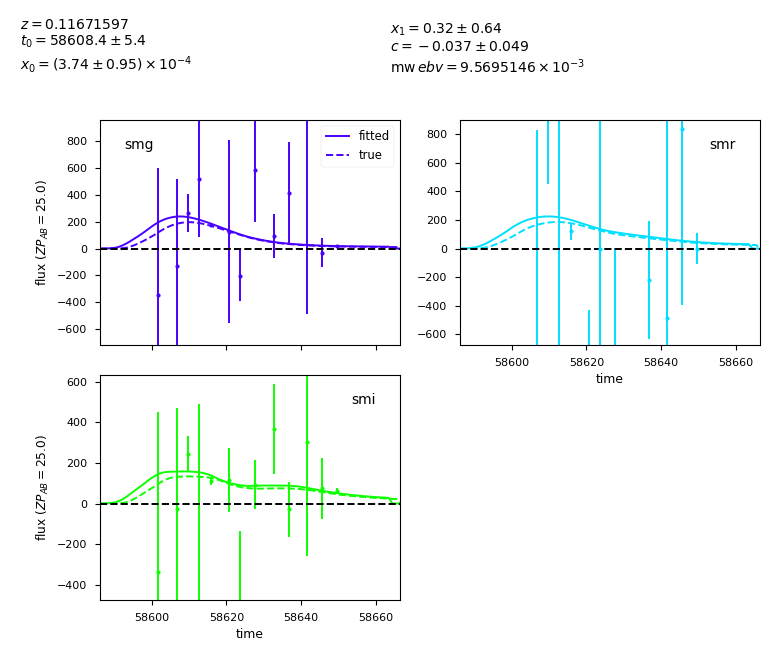 z = 0.11671597
t₀ = 58608.4 ± 5.4
x₀ = (3.74 ± 0.95) × 10⁻⁴
x₁ = 0.32 ± 0.64
c = −0.037 ± 0.049
mw ebv = 9.5695146 × 10⁻³
smg
fitted
true
800
600
400
200
0
−200
−400
−600
flux (ZP_AB = 25.0)
smr
800
600
400
200
0
−200
−400
−600
58600 58620 58640 58660
time
smi
600
400
200
0
−200
−400
flux (ZP_AB = 25.0)
58600 58620 58640 58660
time